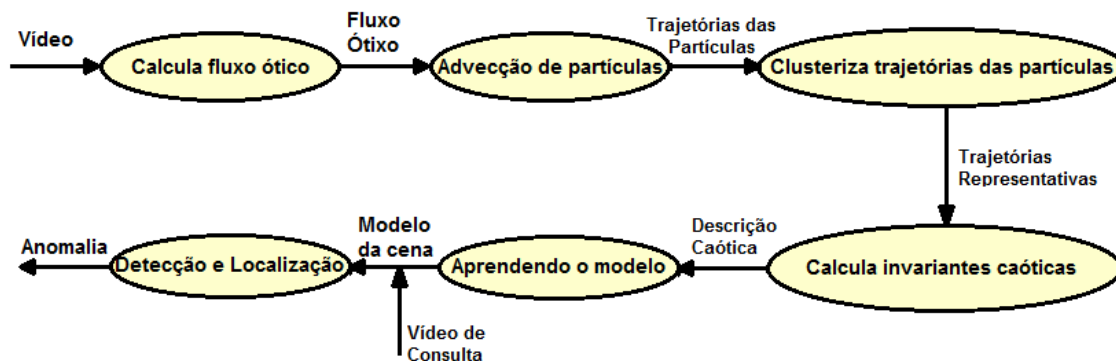 Vídeo
Calcula fluxo ótico
Fluxo
Ótixo
Advecção de partículas
Trajetórias das
Partículas
Clusteriza trajetórias das partículas
Trajetórias
Representativas
Calcula invariantes caóticas
Descrição
Caótica
Aprendendo o modelo
Modelo
da cena
Vídeo de
Consulta
Detecção e Localização
Anomalia